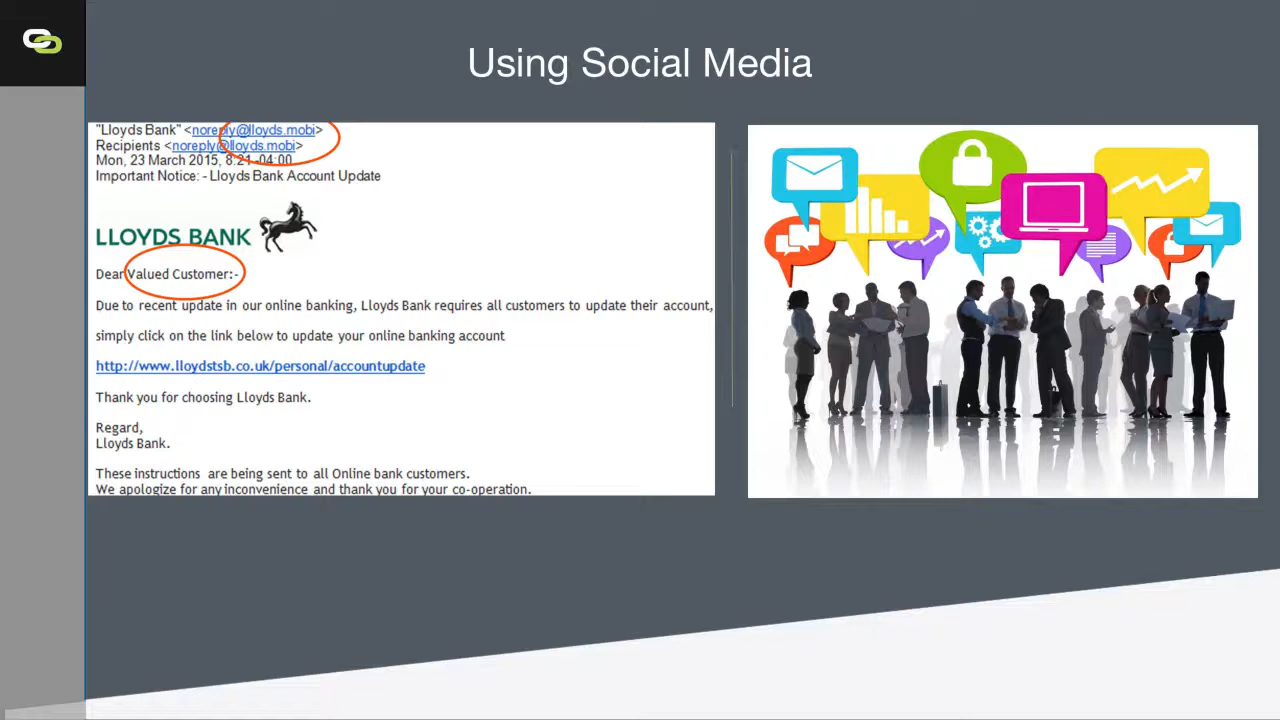 Using Social Media
"Lloyds Bank" <noreply@lloyds.mobi>
Recipients <noreply@lloyds.mobi>
Mon, 23 March 2015, 8:21 -04:00
Important Notice: - Lloyds Bank Account Update
LLOYDS BANK
Dear Valued Customer:-
Due to recent update in our online banking, Lloyds Bank requires all customers to update their account,
simply click on the link below to update your online banking account
http://www.lloydstsb.co.uk/personal/accountupdate
Thank you for choosing Lloyds Bank.
Regard,
Lloyds Bank.
These instructions are being sent to all Online bank customers.
We apologize for any inconvenience and thank you for your co-operation.